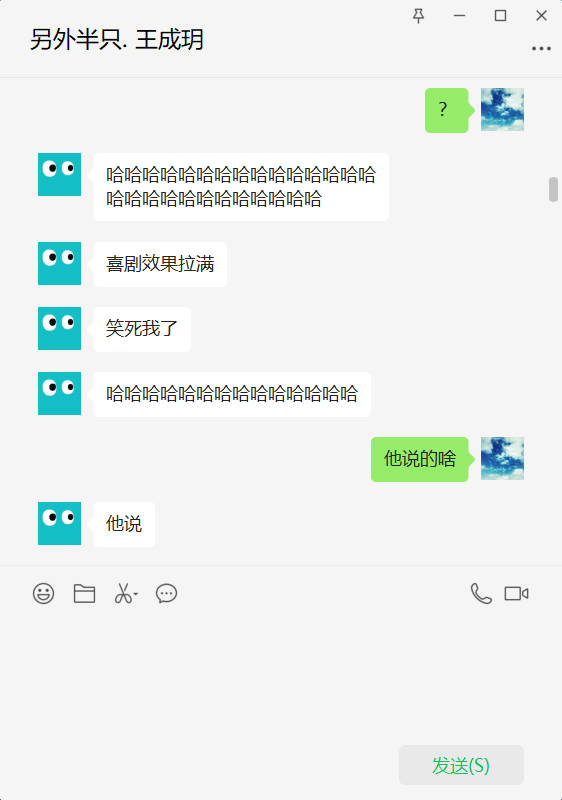 另外半只. 王成玥
？
哈哈哈哈哈哈哈哈哈哈哈哈哈哈哈
哈哈哈哈哈哈哈哈哈哈哈哈
喜剧效果拉满
笑死我了
哈哈哈哈哈哈哈哈哈哈哈哈哈哈
他说的啥
他说
发送(S)